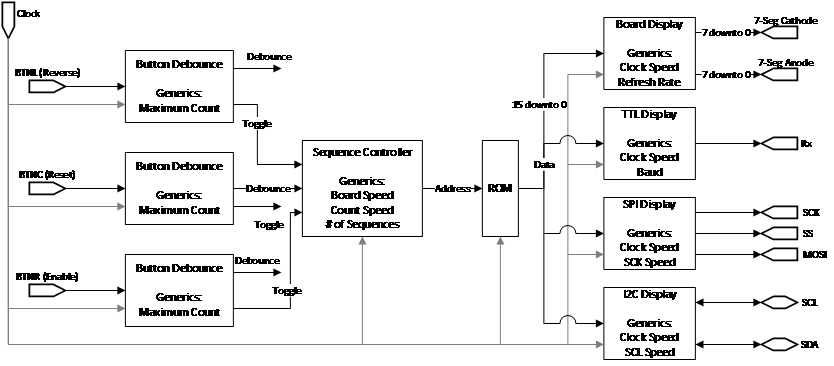 Clock
BTNL (Reverse)
Button Debounce
Generics:
Maximum Count
Debounce
Toggle
BTNC (Reset)
Button Debounce
Generics:
Maximum Count
Debounce
Toggle
BTNR (Enable)
Button Debounce
Generics:
Maximum Count
Debounce
Toggle
Sequence Controller
Generics:
Board Speed
Count Speed
# of Sequences
Address
ROM
15 downto 0
Data
Board Display
Generics:
Clock Speed
Refresh Rate
7 downto 0
7-Seg Cathode
7 downto 0
7-Seg Anode
TTL Display
Generics:
Clock Speed
Baud
Rx
SPI Display
Generics:
Clock Speed
SCK Speed
SCK
SS
MOSI
I2C Display
Generics:
Clock Speed
SCL Speed
SCL
SDA